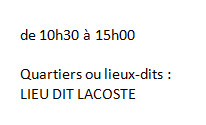 de 10h30 à 15h00
Quartiers ou lieux-dits :
LIEU DIT LACOSTE